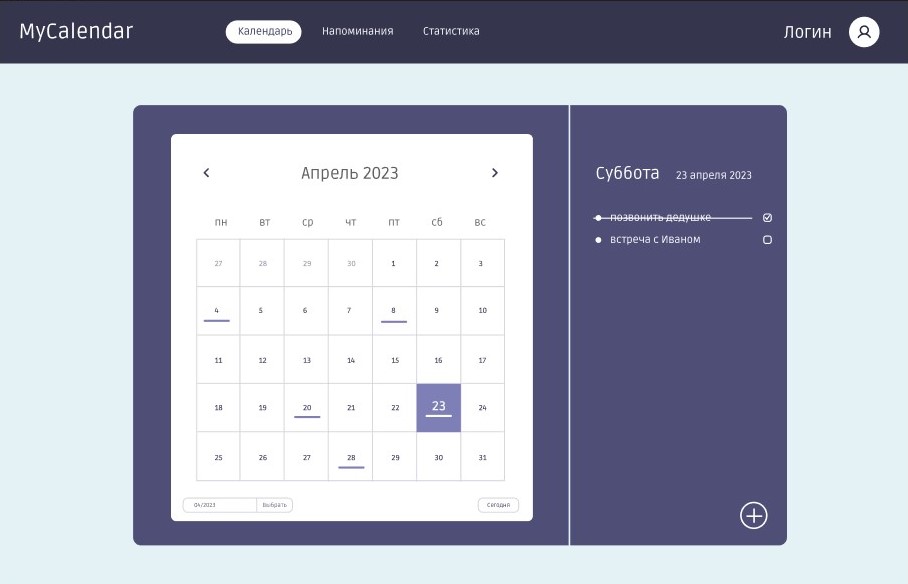 MyCalendar Календарь Напоминания Статистика Логин
Апрель 2023
пн вт ср чт пт сб вс
27 28 29 30 1 2 3
4 5 6 7 8 9 10
11 12 13 14 15 16 17
18 19 20 21 22 23 24
25 26 27 28 29 30 31
04/2023 Выбрать Сегодня
Суббота 23 апреля 2023
позвонить дедушке
встреча с Иваном